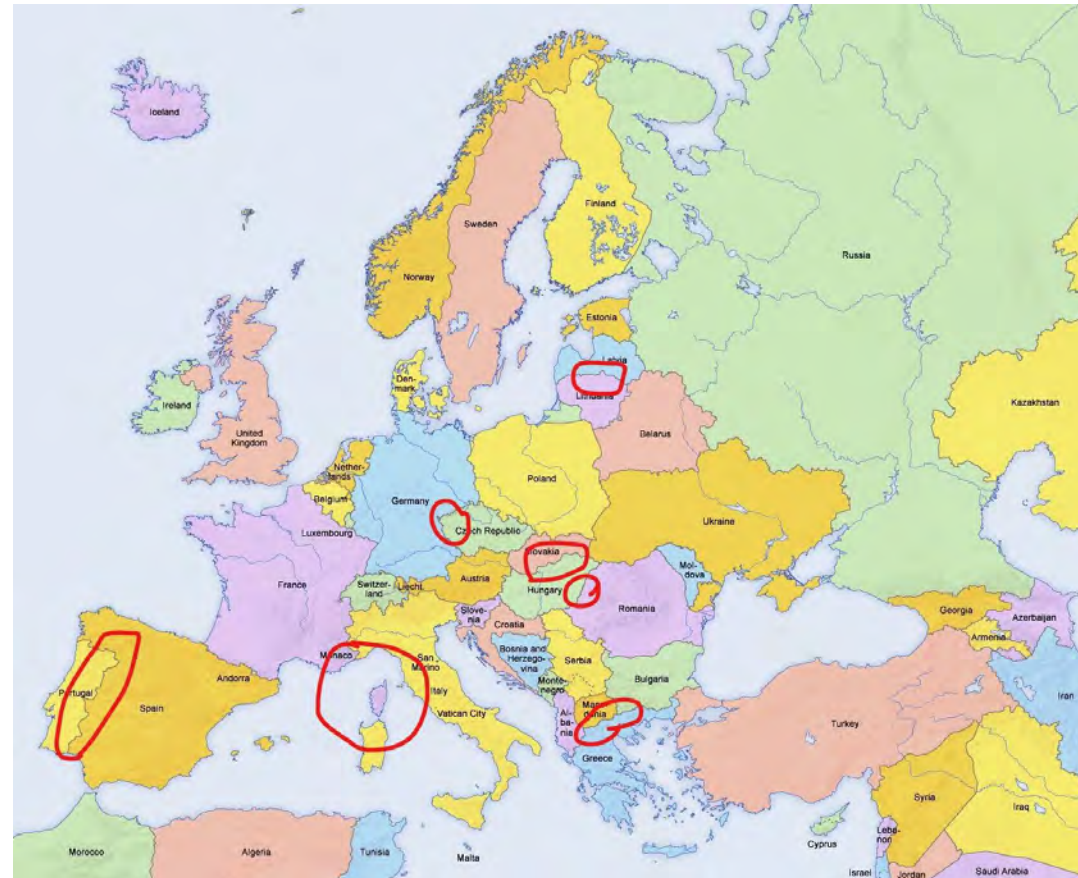 Iceland
Finland
Sweden
Russia
Norway
Estonia
Latvia
Den-
mark
Lithuania
Kazakhstan
Ireland
United
Kingdom
Belarus
Nether-
lands
Poland
Belgium
Germany
Ukraine
Luxembourg
Czech Republic
Slovakia
Mol-
dova
France
Switzer-
land
Liecht.
Austria
Hungary
Romania
Slove-
nia
Croatia
Georgia
Azerbaijan
Armenia
Monaco
San
Marino
Bosnia and
Herzego-
vina
Serbia
Andorra
Portugal
Spain
Italy
Monte-
negro
Bulgaria
Iran
Vatican City
Al-
ba-
nia
Mace-
donia
Turkey
Greece
Syria
Iraq
Cyprus
Leba-
non
Morocco
Algeria
Tunisia
Malta
Israel
Jordan
Saudi Arabia